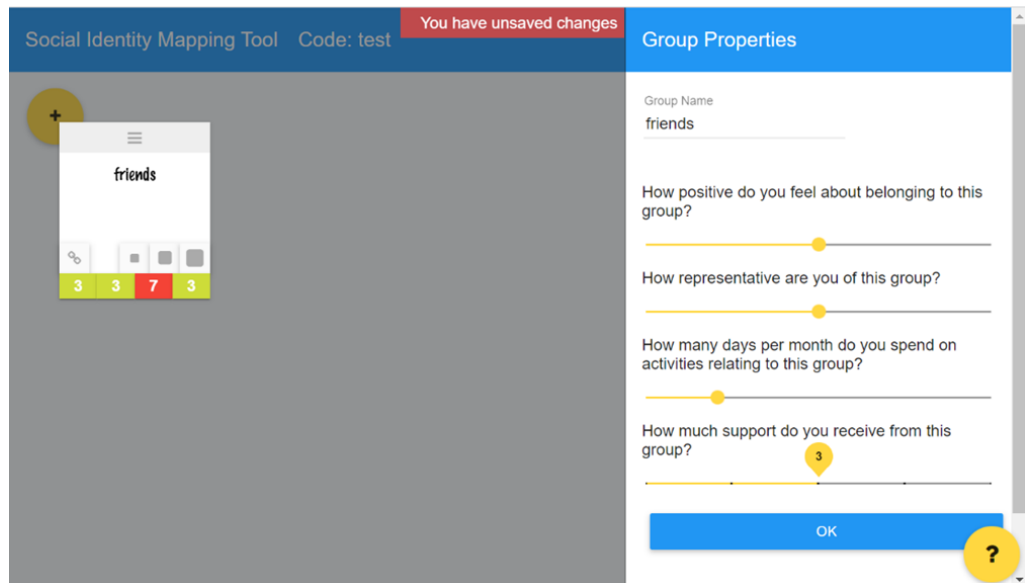 Social Identity Mapping Tool Code: test
You have unsaved changes
+
friends
3 3 7 3
Group Properties
Group Name
friends
How positive do you feel about belonging to this
group?
How representative are you of this group?
How many days per month do you spend on
activities relating to this group?
How much support do you receive from this
group?
3
OK
?